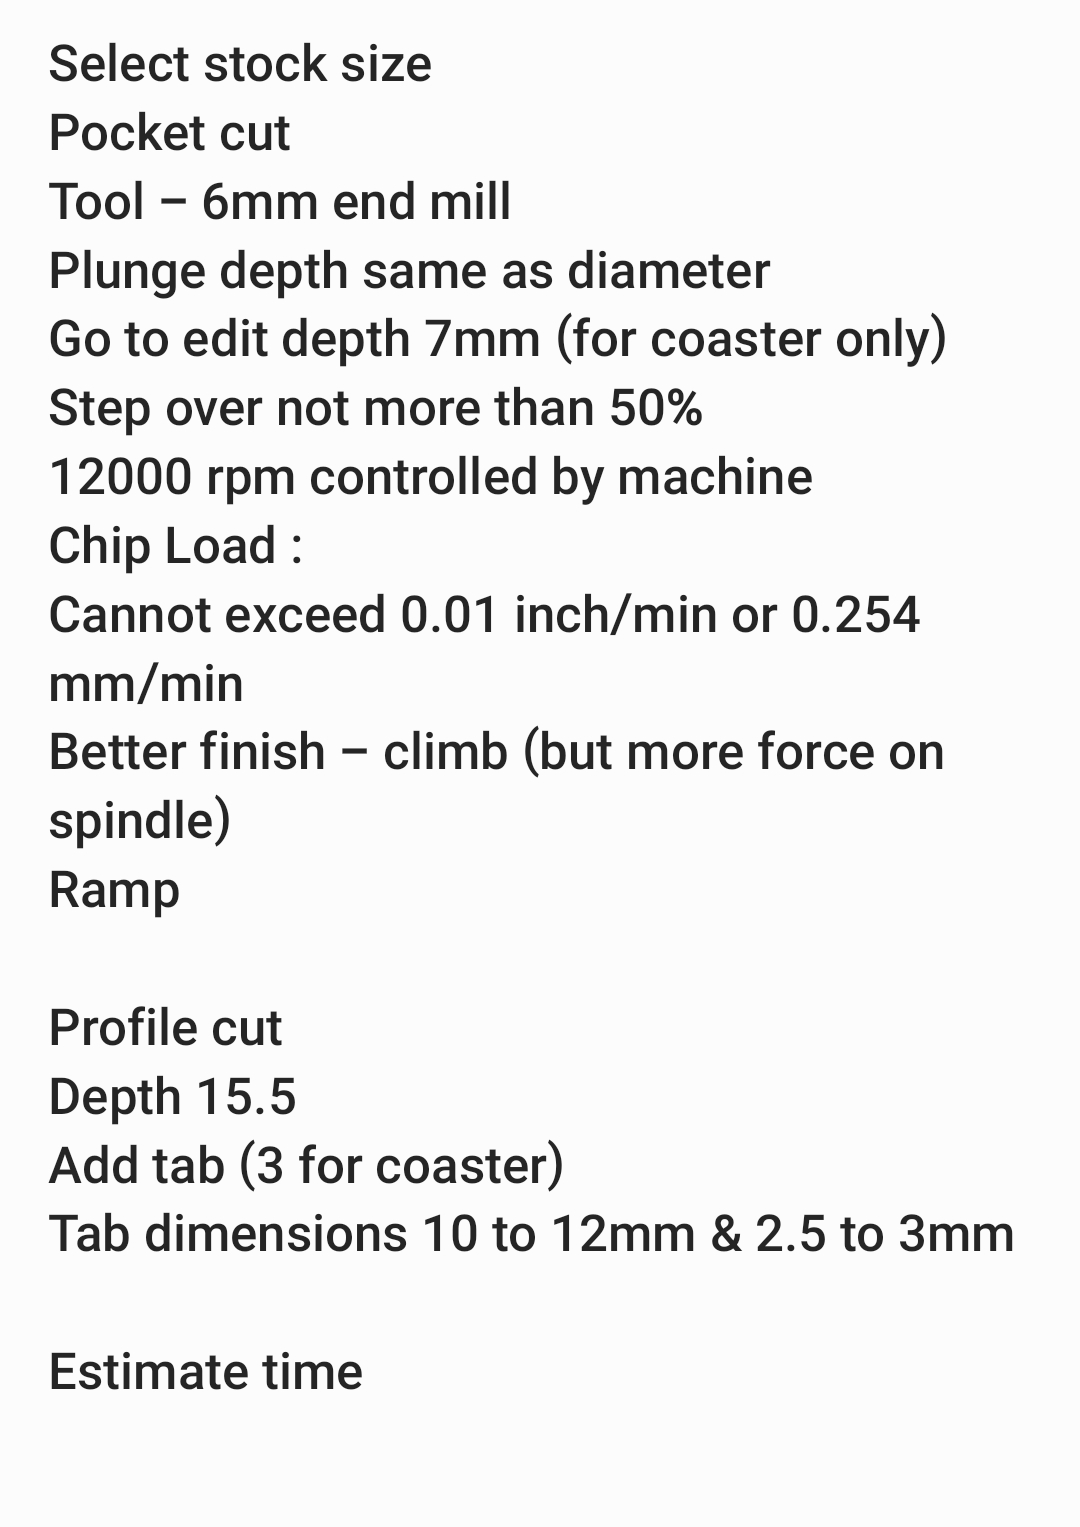 Select stock size
Pocket cut
Tool – 6mm end mill
Plunge depth same as diameter
Go to edit depth 7mm (for coaster only)
Step over not more than 50%
12000 rpm controlled by machine
Chip Load :
Cannot exceed 0.01 inch/min or 0.254
mm/min
Better finish – climb (but more force on
spindle)
Ramp

Profile cut
Depth 15.5
Add tab (3 for coaster)
Tab dimensions 10 to 12mm & 2.5 to 3mm

Estimate time